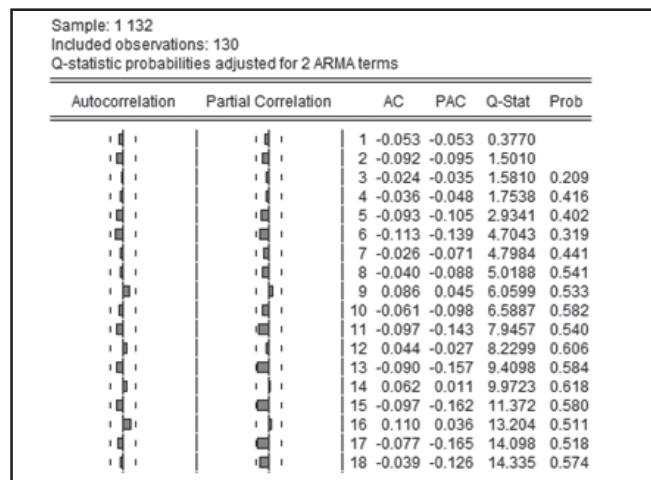 Sample: 1 132
Included observations: 130
Q-statistic probabilities adjusted for 2 ARMA terms
Autocorrelation Partial Correlation AC PAC Q-Stat Prob
1 -0.053 -0.053 0.3770
2 -0.092 -0.095 1.5010
3 -0.024 -0.035 1.5810 0.209
4 -0.036 -0.048 1.7538 0.416
5 -0.093 -0.105 2.9341 0.402
6 -0.113 -0.139 4.7043 0.319
7 -0.026 -0.071 4.7984 0.441
8 -0.040 -0.088 5.0188 0.541
9 0.086 0.045 6.0599 0.533
10 -0.061 -0.098 6.5887 0.582
11 -0.097 -0.143 7.9457 0.540
12 0.044 -0.027 8.2299 0.606
13 -0.090 -0.157 9.4098 0.584
14 0.062 0.011 9.9723 0.618
15 -0.097 -0.162 11.372 0.580
16 0.110 0.036 13.204 0.511
17 -0.077 -0.165 14.098 0.518
18 -0.039 -0.126 14.335 0.574